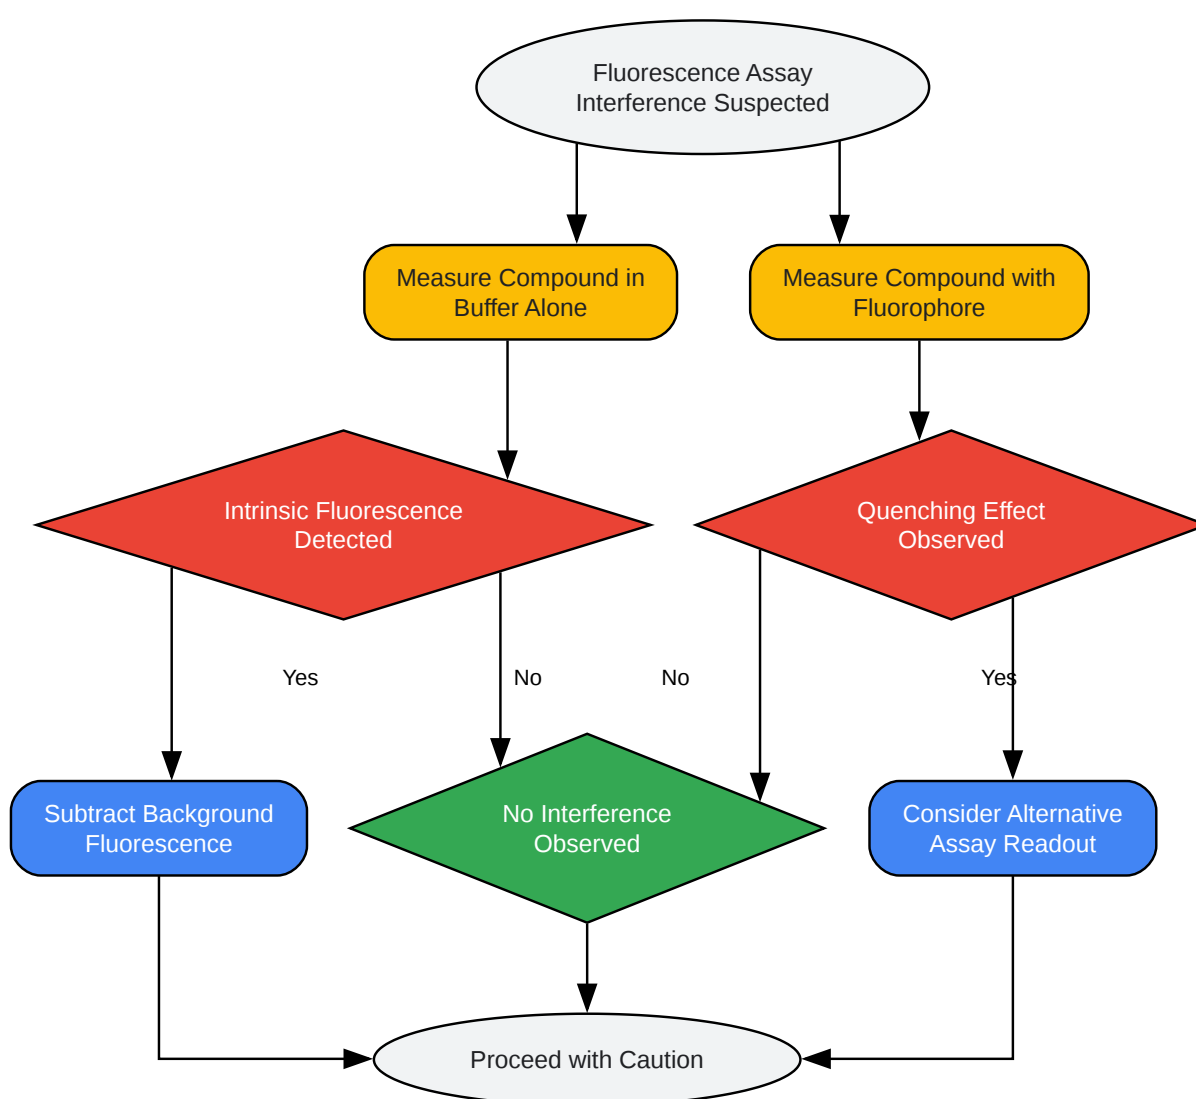 Fluorescence Assay
Interference Suspected
Measure Compound in
Buffer Alone
Measure Compound with
Fluorophore
Intrinsic Fluorescence
Detected
Quenching Effect
Observed
Yes
No
No
Yes
Subtract Background
Fluorescence
No Interference
Observed
Consider Alternative
Assay Readout
Proceed with Caution